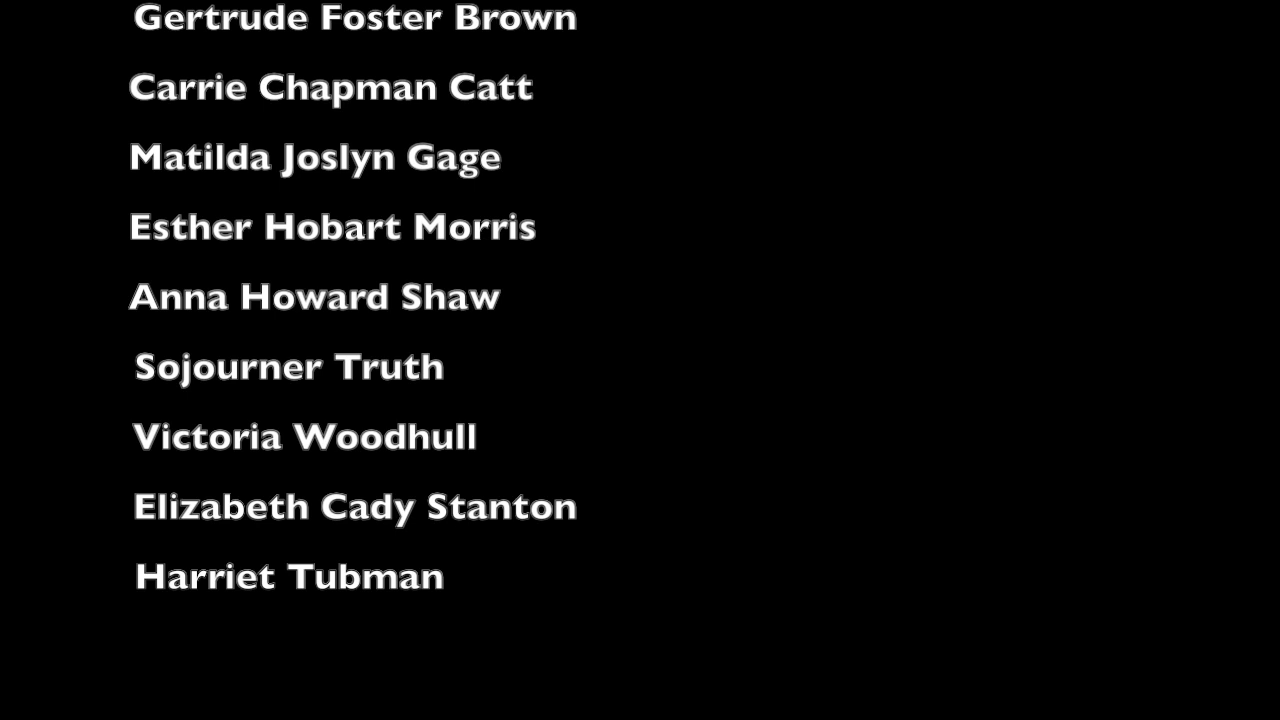 Gertrude Foster Brown
Carrie Chapman Catt
Matilda Joslyn Gage
Esther Hobart Morris
Anna Howard Shaw
Sojourner Truth
Victoria Woodhull
Elizabeth Cady Stanton
Harriet Tubman